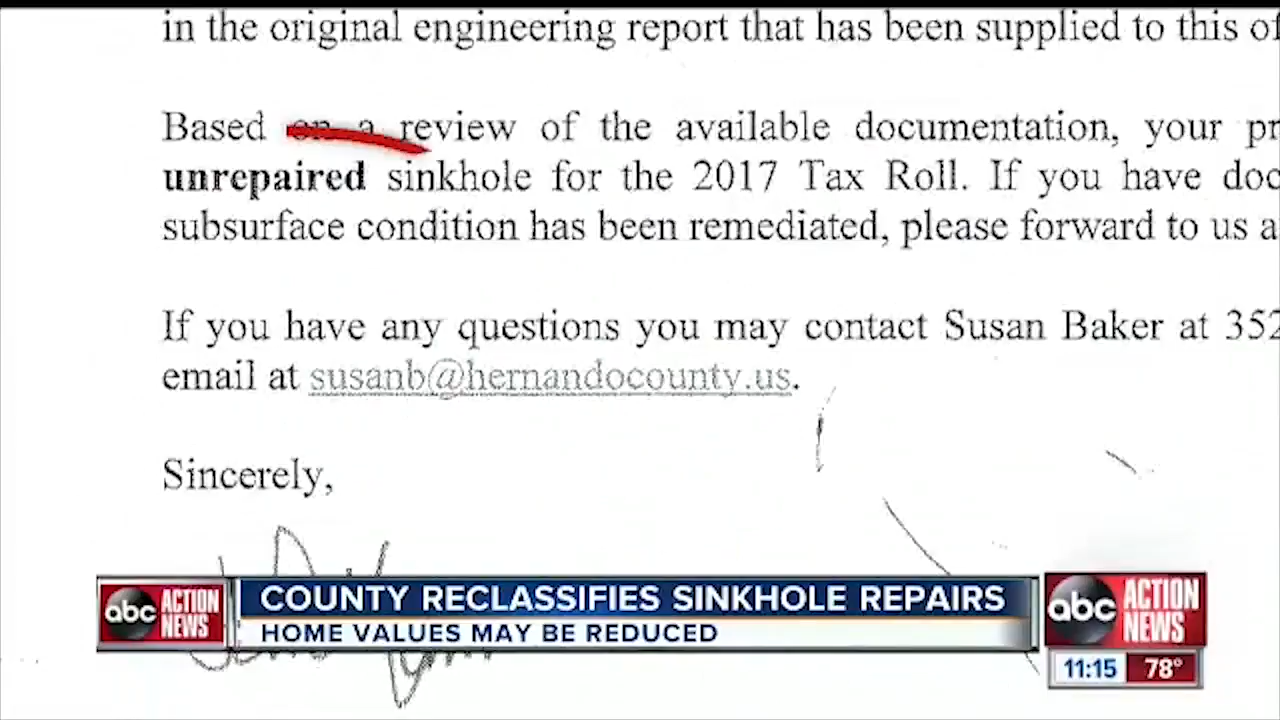 in the original engineering report that has been supplied to this of
Based on a review of the available documentation, your pr
unrepaired sinkhole for the 2017 Tax Roll. If you have doc
subsurface condition has been remediated, please forward to us a
If you have any questions you may contact Susan Baker at 352
email at susanb@hernandocounty.us.
Sincerely,
abc ACTION NEWS
COUNTY RECLASSIFIES SINKHOLE REPAIRS
HOME VALUES MAY BE REDUCED
abc ACTION NEWS
11:15 78°